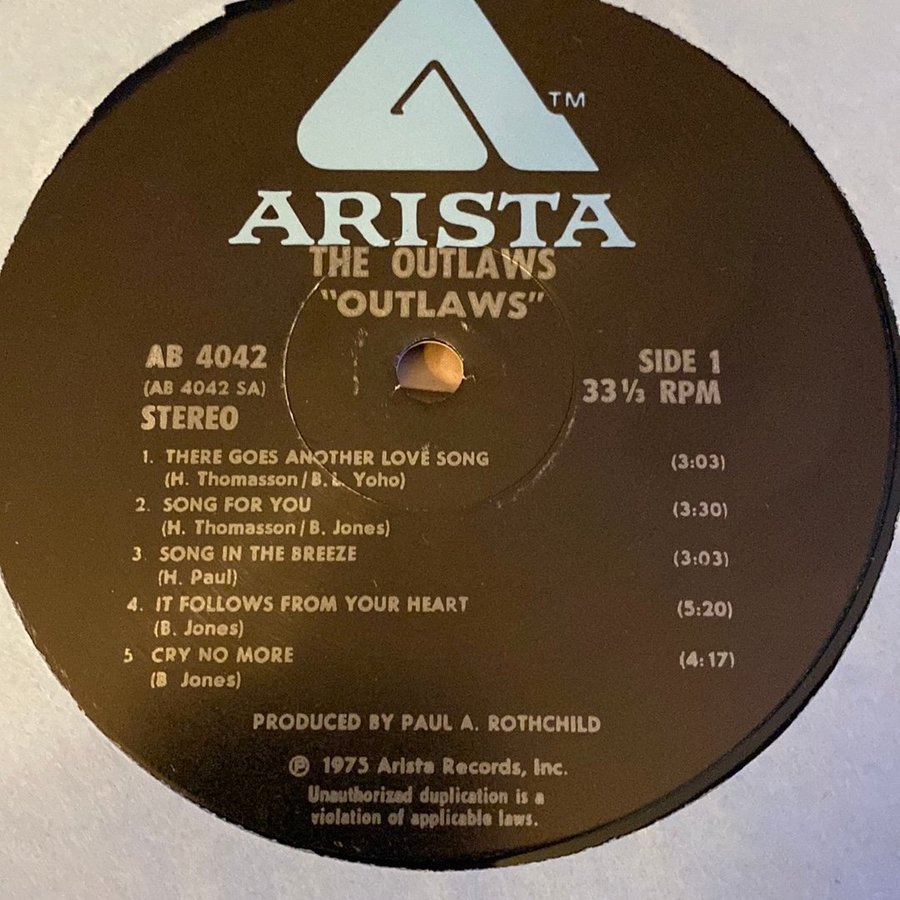 TM
ARISTA
THE OUTLAWS
"OUTLAWS"
AB 4042
(AB 4042 SA)
STEREO
SIDE 1
33⅓ RPM
1. THERE GOES ANOTHER LOVE SONG (3:03)
(H. Thomasson/B. L. Yoho)
2. SONG FOR YOU (3:30)
(H. Thomasson/B. Jones)
3 SONG IN THE BREEZE (3:03)
(H. Paul)
4. IT FOLLOWS FROM YOUR HEART (5:20)
(B. Jones)
5 CRY NO MORE (4:17)
(B Jones)
PRODUCED BY PAUL A. ROTHCHILD
℗ 1975 Arista Records, Inc.
Unauthorized duplication is a
violation of applicable laws.